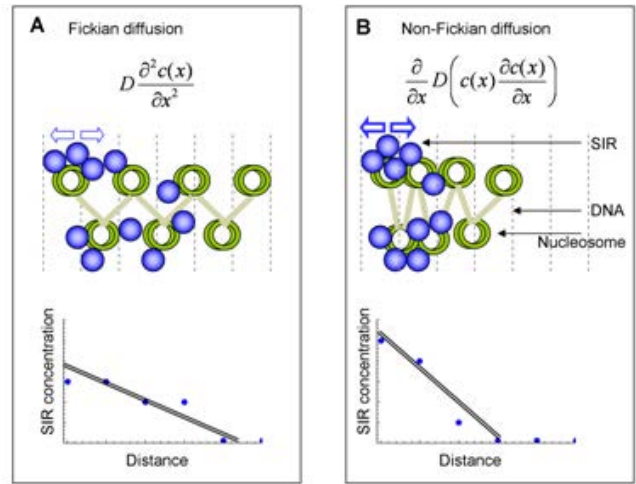 A Fickian diffusion
D ∂²c(x)/∂x²
SIR concentration
Distance
B Non-Fickian diffusion
∂/∂x D(c(x) ∂c(x)/∂x)
SIR
DNA
Nucleosome
SIR concentration
Distance